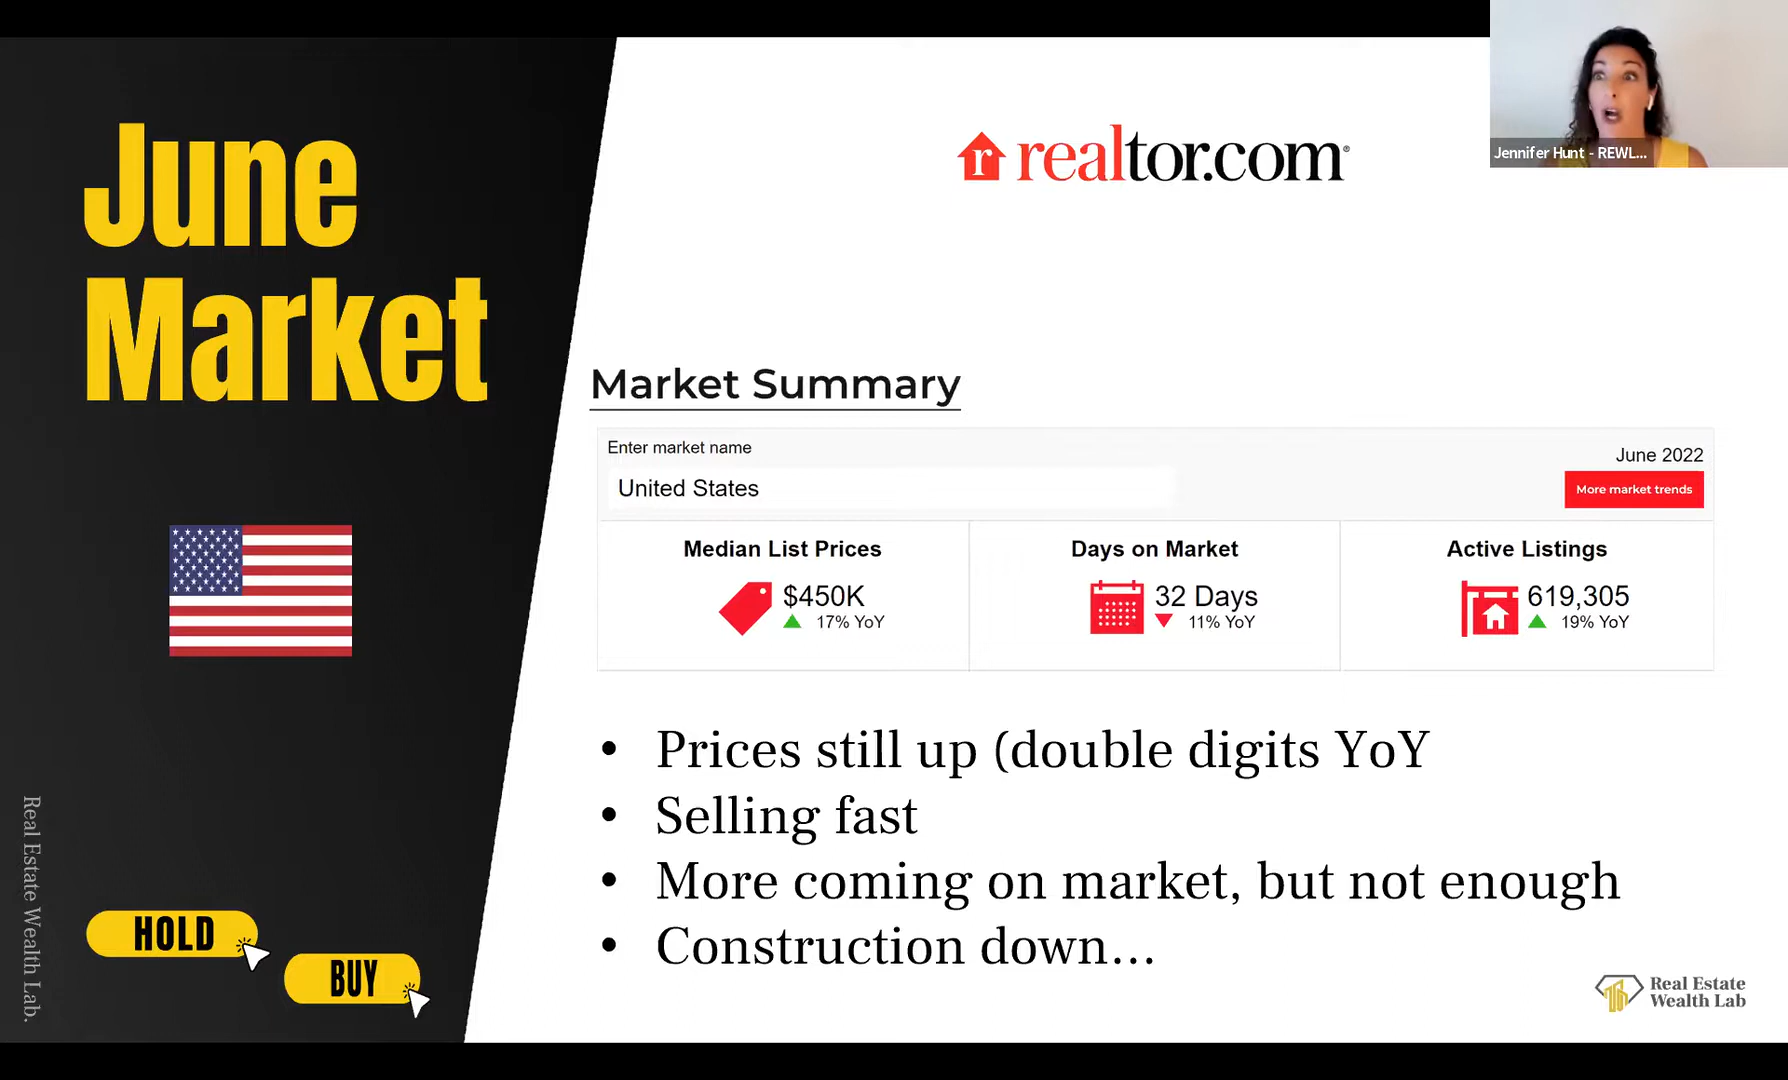 June
Market
realtor.com®
Jennifer Hunt - REWL...
Market Summary
Enter market name
June 2022
United States
More market trends
Median List Prices
$450K
17% YoY
Days on Market
32 Days
11% YoY
Active Listings
619,305
19% YoY
• Prices still up (double digits YoY
• Selling fast
• More coming on market, but not enough
• Construction down...
HOLD
BUY
Real Estate Wealth Lab.
Real Estate
Wealth Lab